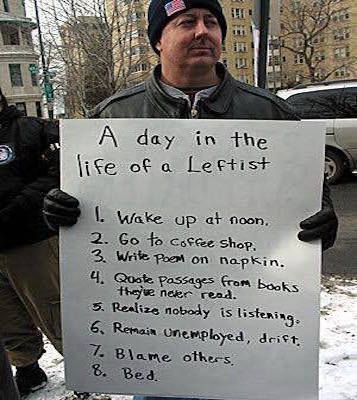 A day in the
life of a Leftist
1. Wake up at noon.
2. Go to coffee shop.
3. Write Poem on napkin.
4. Quote passages from books
they've never read.
5. Realize nobody is listening.
6. Remain unemployed, drift.
7. Blame others.
8. Bed.